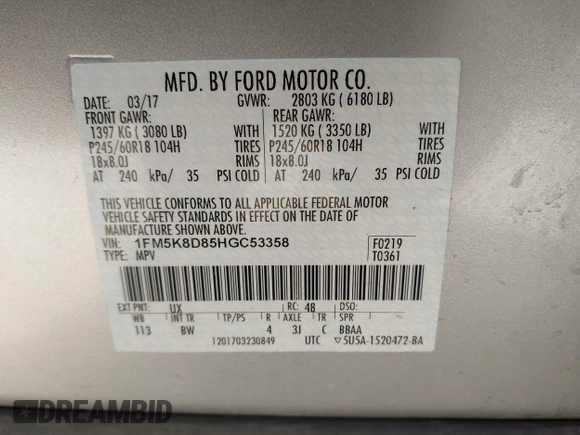 MFD. BY FORD MOTOR CO.
DATE: 03/17 GVWR: 2803 KG ( 6180 LB)
FRONT GAWR: REAR GAWR:
1397 KG ( 3080 LB) WITH 1520 KG ( 3350 LB) WITH
P245/60R18 104H TIRES P245/60R18 104H TIRES
18x8.0J RIMS 18x8.0J RIMS
AT 240 kPa/ 35 PSI COLD AT 240 kPa/ 35 PSI COLD
THIS VEHICLE CONFORMS TO ALL APPLICABLE FEDERAL MOTOR
VEHICLE SAFETY STANDARDS IN EFFECT ON THE DATE OF
MANUFACTURE SHOWN ABOVE.
VIN: 1FM5K8D85HGC53358 F0219
TYPE: MPV T0361
EXT PNT: UX RC: 48 DSO:
WB INT TR TP/PS R AXLE TR SPR
113 BW 4 3J C BBAA
1201703230849 UTC ▽5U5A-1520472-BA
DREAMBID